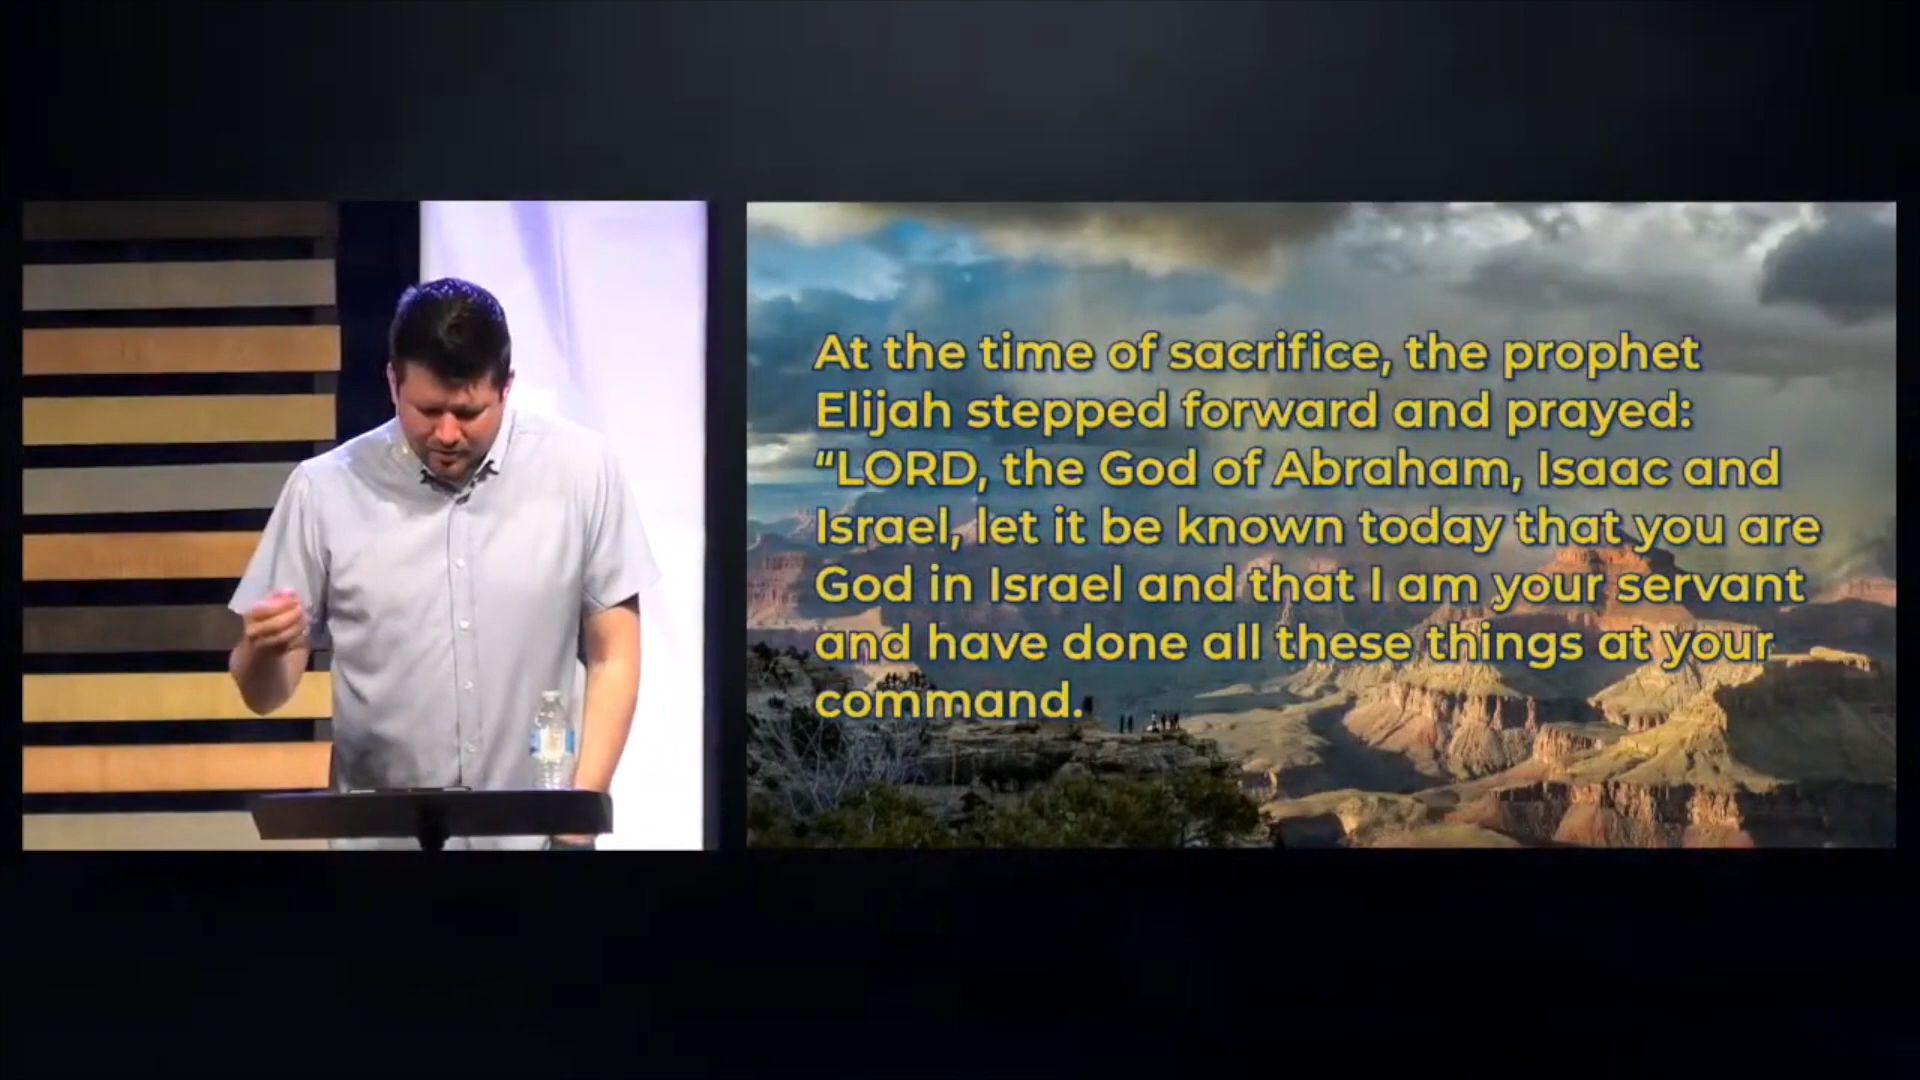 At the time of sacrifice, the prophet
Elijah stepped forward and prayed:
“LORD, the God of Abraham, Isaac and
Israel, let it be known today that you are
God in Israel and that I am your servant
and have done all these things at your
command.